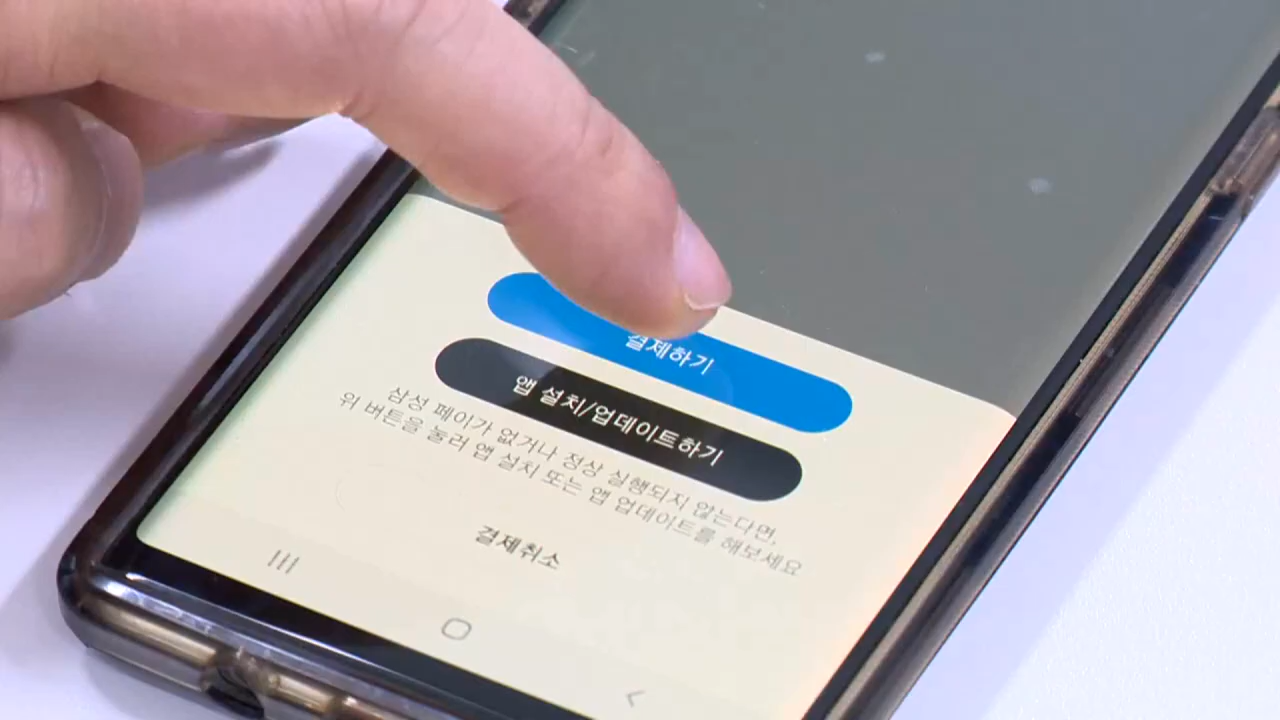 결제하기
앱 설치/업데이트하기
삼성 페이가 없거나 정상 실행되지 않는다면,
위 버튼을 눌러 앱 설치 또는 앱 업데이트를 해보세요
결제취소